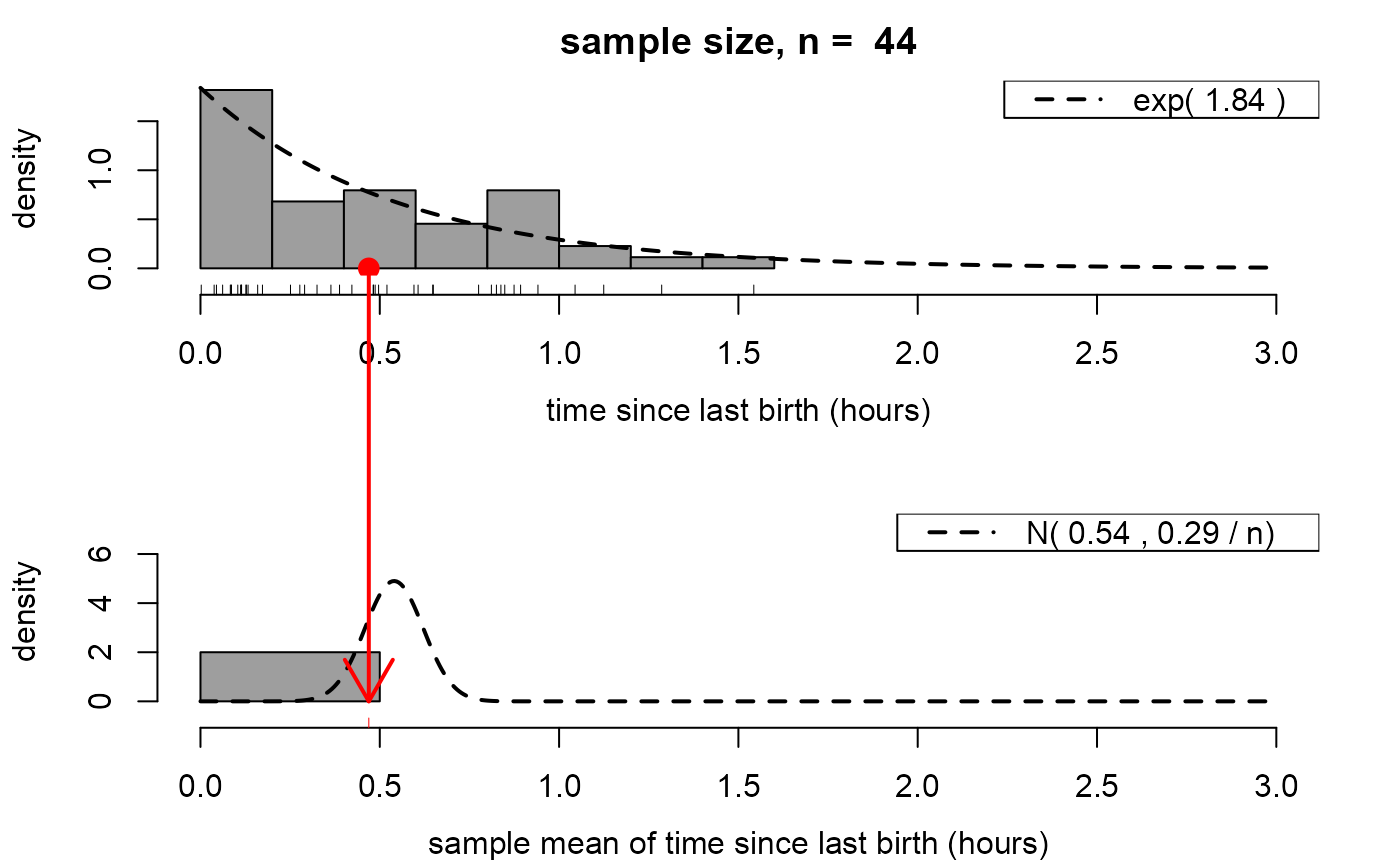 sample size, n =  44
exp( 1.84 )
density
1.0
0.0
0.0 0.5 1.0 1.5 2.0 2.5 3.0
time since last birth (hours)
N( 0.54 , 0.29 / n)
density
6
4
2
0
0.0 0.5 1.0 1.5 2.0 2.5 3.0
sample mean of time since last birth (hours)